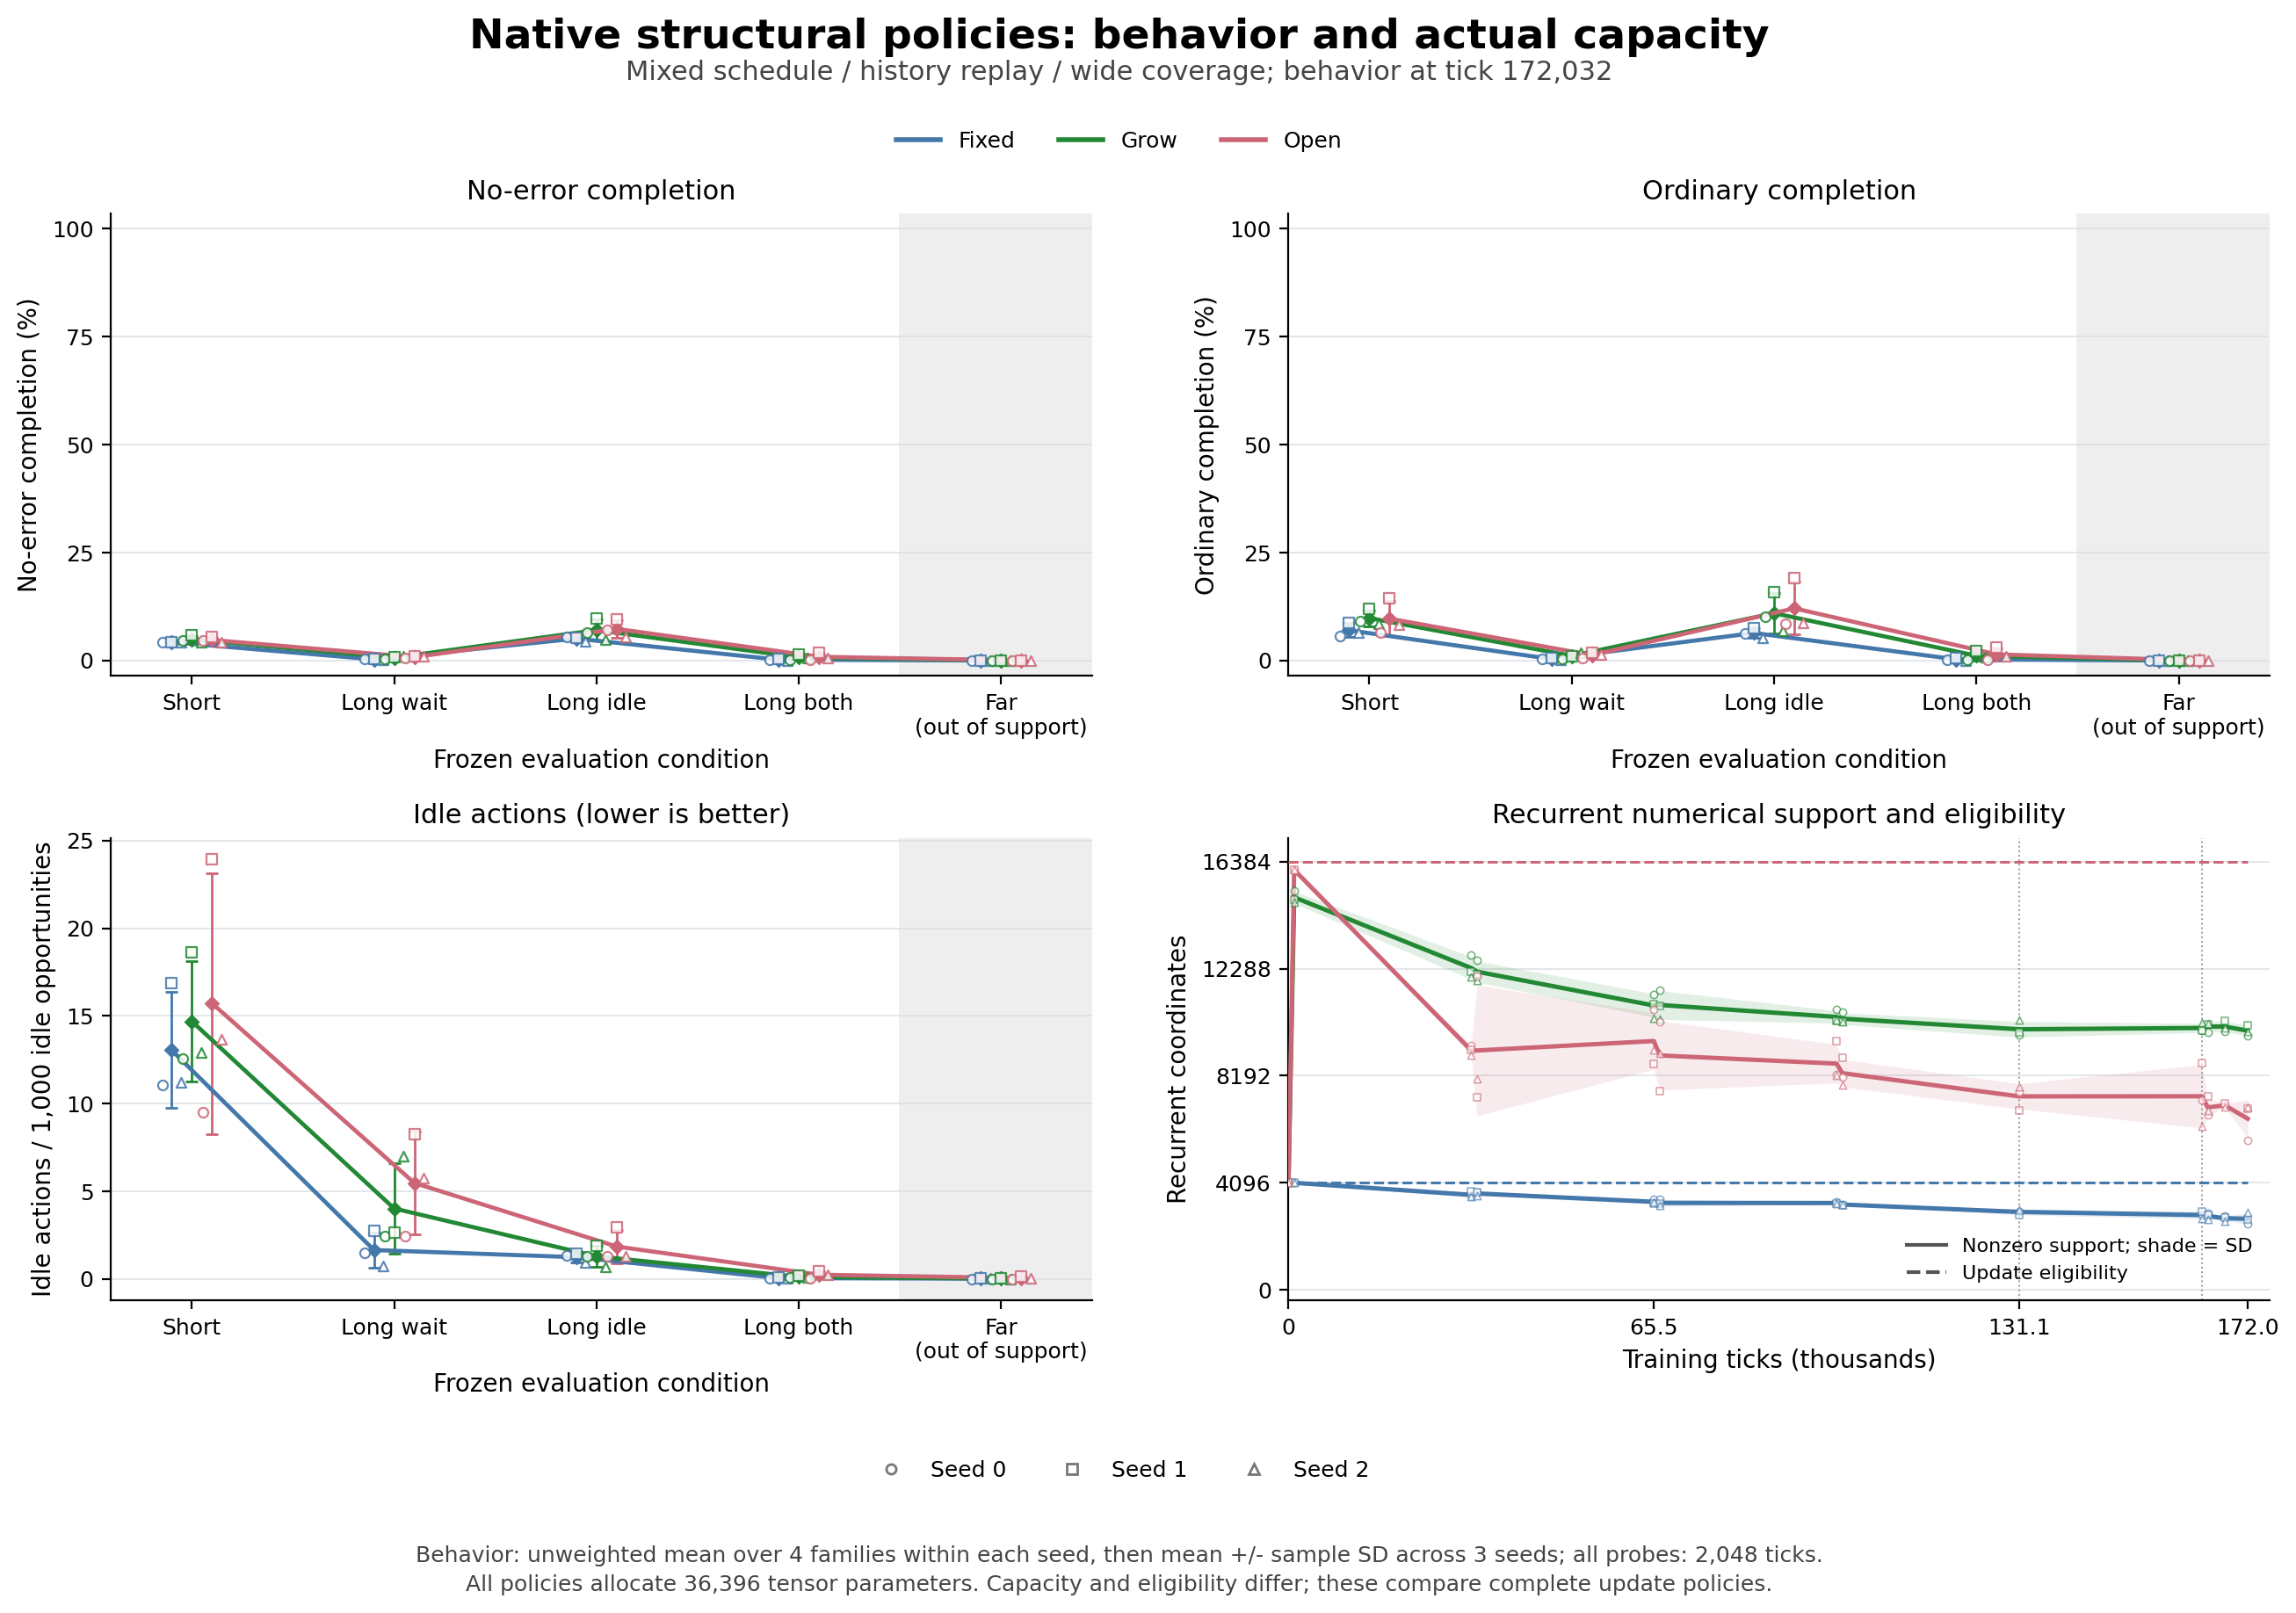 Native structural policies: behavior and actual capacity
Mixed schedule / history replay / wide coverage; behavior at tick 172,032
Fixed
Grow
Open
No-error completion
No-error completion (%)
100
75
50
25
0
Short
Long wait
Long idle
Long both
Far
(out of support)
Frozen evaluation condition
Ordinary completion
Ordinary completion (%)
100
75
50
25
0
Short
Long wait
Long idle
Long both
Far
(out of support)
Frozen evaluation condition
Idle actions (lower is better)
Idle actions / 1,000 idle opportunities
25
20
15
10
5
0
Short
Long wait
Long idle
Long both
Far
(out of support)
Frozen evaluation condition
Recurrent numerical support and eligibility
Recurrent coordinates
16384
12288
8192
4096
0
Nonzero support; shade = SD
Update eligibility
0
65.5
131.1
172.0
Training ticks (thousands)
Seed 0
Seed 1
Seed 2
Behavior: unweighted mean over 4 families within each seed, then mean +/- sample SD across 3 seeds; all probes: 2,048 ticks.
All policies allocate 36,396 tensor parameters. Capacity and eligibility differ; these compare complete update policies.